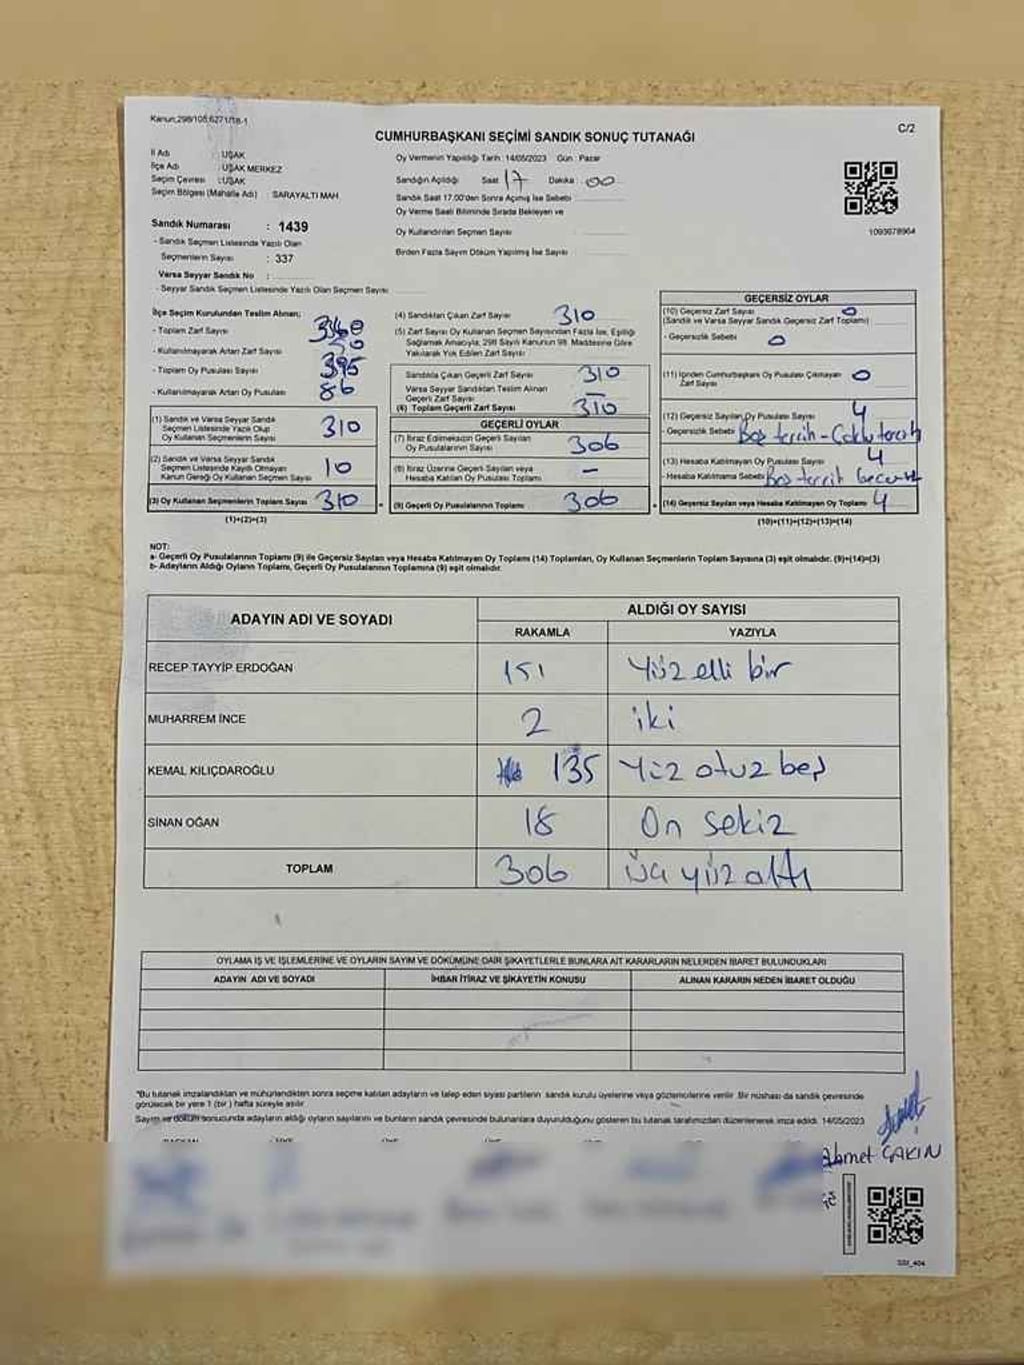 Kanun;298/105;6271/18-1
CUMHURBAŞKANI SEÇİMİ SANDIK SONUÇ TUTANAĞI
C/2
İl Adı : UŞAK
İlçe Adı : UŞAK MERKEZ
Seçim Çevresi : UŞAK
Seçim Bölgesi (Mahalle Adı) : SARAYALTI MAH
Oy Vermenin Yapıldığı Tarih : 14/05/2023 Gün : Pazar
Sandığın Açıldığı Saat 17 Dakika 00
Sandık Saat 17.00'den Sonra Açımış İse Sebebi
Oy Verme Saati Bitiminde Sırada Bekleyen ve
Oy Kullandırılan Seçmen Sayısı
Birden Fazla Sayım Döküm Yapılmış İse Sayısı
1093078964
Sandık Numarası : 1439
- Sandık Seçmen Listesinde Yazılı Olan
Seçmenlerin Sayısı : 337
Varsa Seyyar Sandık No :
- Seyyar Sandık Seçmen Listesinde Yazılı Olan Seçmen Sayısı
İlçe Seçim Kurulundan Teslim Alınan;
- Toplam Zarf Sayısı
- Kullanılmayarak Artan Zarf Sayısı
- Toplam Oy Pusulası Sayısı 395
- Kullanılmayarak Artan Oy Pusulası 86
(1) Sandık ve Varsa Seyyar Sandık
Seçmen Listesinde Yazılı Olup
Oy Kullanan Seçmenlerin Sayısı 310
(2) Sandık ve Varsa Seyyar Sandık
Seçmen Listesinde Kayıtlı Olmayan
Kanun Gereği Oy Kullanan Seçmen Sayısı 10
(3) Oy Kullanan Seçmenlerin Toplam Sayısı 310
(1)+(2)=(3)
(4) Sandıktan Çıkan Zarf Sayısı 310
(5) Zarf Sayısı Oy Kullanan Seçmen Sayısından Fazla İse, Eşitliği
Sağlamak Amacıyla, 298 Sayılı Kanunun 98. Maddesine Göre
Yakılarak Yok Edilen Zarf Sayısı
Sandıkta Çıkan Geçerli Zarf Sayısı 310
Varsa Seyyar Sandıktan Teslim Alınan
Geçerli Zarf Sayısı
(6) Toplam Geçerli Zarf Sayısı 310
GEÇERLİ OYLAR
(7) İtiraz Edilmeksizin Geçerli Sayılan
Oy Pusulalarının Sayısı 306
(8) İtiraz Üzerine Geçerli Sayılan veya
Hesaba Katılan Oy Pusulası Toplamı –
(9) Geçerli Oy Pusulalarının Toplamı 306
GEÇERSİZ OYLAR
(10) Geçersiz Zarf Sayısı 0
(Sandık ve Varsa Seyyar Sandık Geçersiz Zarf Toplamı)
- Geçersizlik Sebebi 0
(11) İçinden Cumhurbaşkanı Oy Pusulası Çıkmayan 0
Zarf Sayısı
(12) Geçersiz Sayılan Oy Pusulası Sayısı 4
- Geçersizlik Sebebi Boş tercih - Çoklu tercih
(13) Hesaba Katılmayan Oy Pusulası Sayısı 4
- Hesaba Katılmama Sebebi Boş tercih
(14) Geçersiz Sayılan veya Hesaba Katılmayan Oy Toplamı 4
(10)+(11)+(12)+(13)=(14)
NOT:
a- Geçerli Oy Pusulalarının Toplamı (9) ile Geçersiz Sayılan veya Hesaba Katılmayan Oy Toplamı (14) Toplamları, Oy Kullanan Seçmenlerin Toplam Sayısına (3) eşit olmalıdır. (9)+(14)=(3)
b- Adayların Aldığı Oyların Toplamı, Geçerli Oy Pusulalarının Toplamına (9) eşit olmalıdır.
ADAYIN ADI VE SOYADI
ALDIĞI OY SAYISI
RAKAMLA YAZIYLA
RECEP TAYYİP ERDOĞAN 151 Yüz elli bir
MUHARREM İNCE 2 iki
KEMAL KILIÇDAROĞLU 135 Yüz otuz beş
SİNAN OĞAN 18 On sekiz
TOPLAM 306 üç yüz altı
OYLAMA İŞ VE İŞLEMLERİNE VE OYLARIN SAYIM VE DÖKÜMÜNE DAİR ŞİKAYETLERLE BUNLARA AİT KARARLARIN NELERDEN İBARET BULUNDUKLARI
ADAYIN ADI VE SOYADI İHBAR İTİRAZ VE ŞİKAYETİN KONUSU ALINAN KARARIN NEDEN İBARET OLDUĞU
*Bu tutanak imzalandıktan ve mühürlendikten sonra seçime katılan adayların ve talep eden siyasi partilerin sandık kurulu üyelerine veya gözlemcilerine verilir. Bir nüshası da sandık çevresinde
görülecek bir yere 1 (bir) hafta süreyle asılır.
Sayım ve döküm sonucunda adayların aldığı oyların sayılarını ve bunların sandık çevresinde bulunanlara duyurulduğunu gösteren bu tutanak tarafımızdan düzenlenerek imza edildi. 14/05/2023
Ahmet ÇAKIN